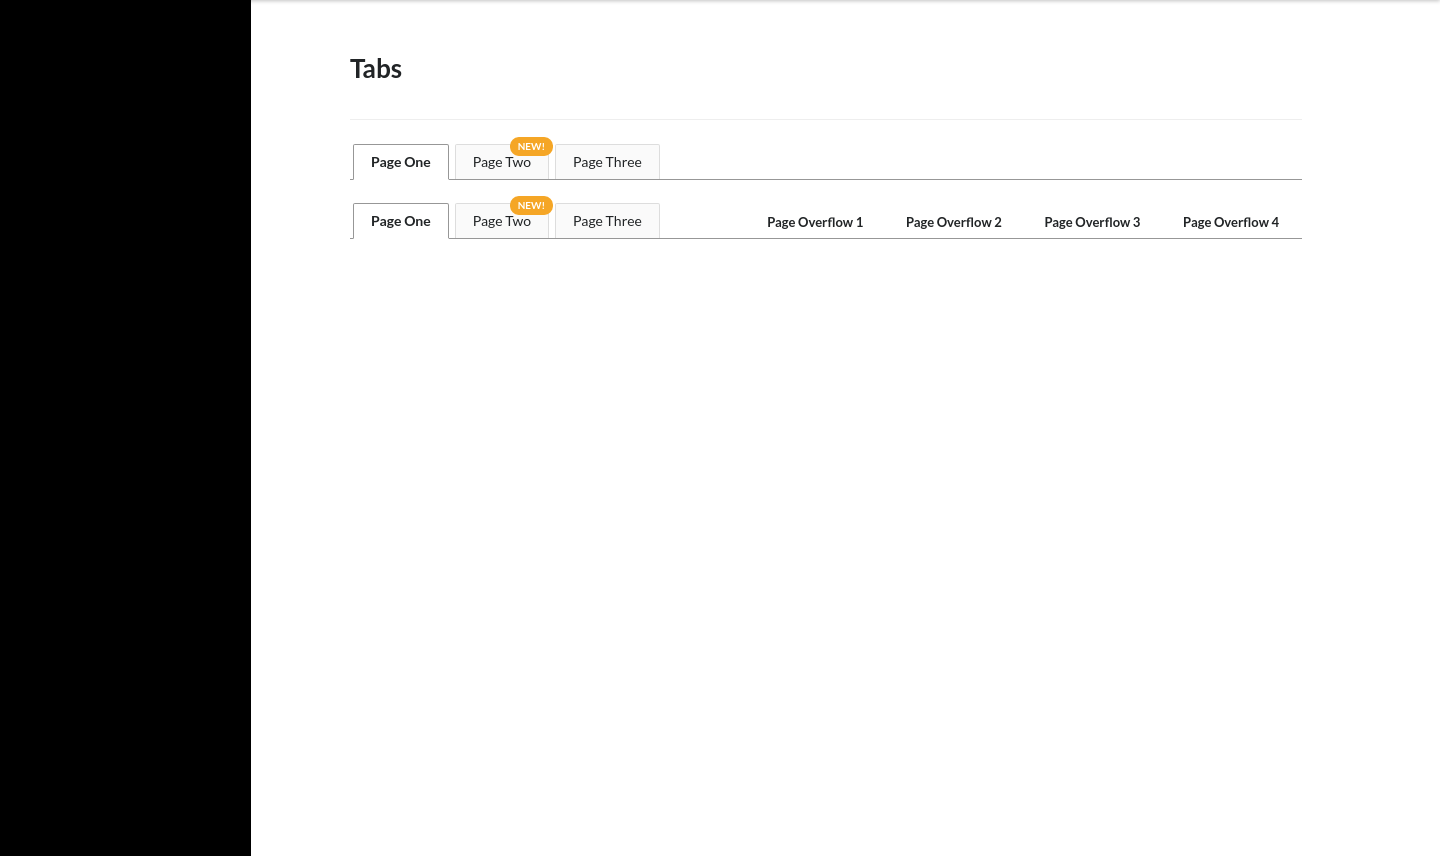 Tabs
NEW!
Page One Page Two Page Three
NEW!
Page One Page Two Page Three Page Overflow 1 Page Overflow 2 Page Overflow 3 Page Overflow 4